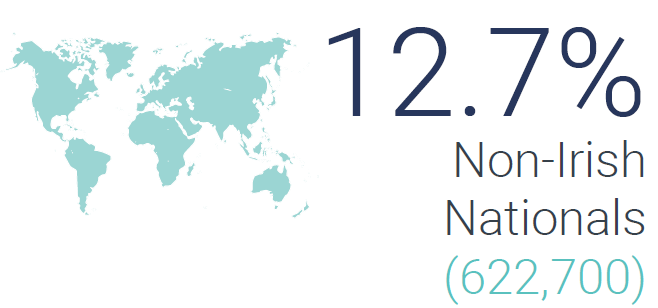 12.7%
Non-Irish
Nationals
(622,700)